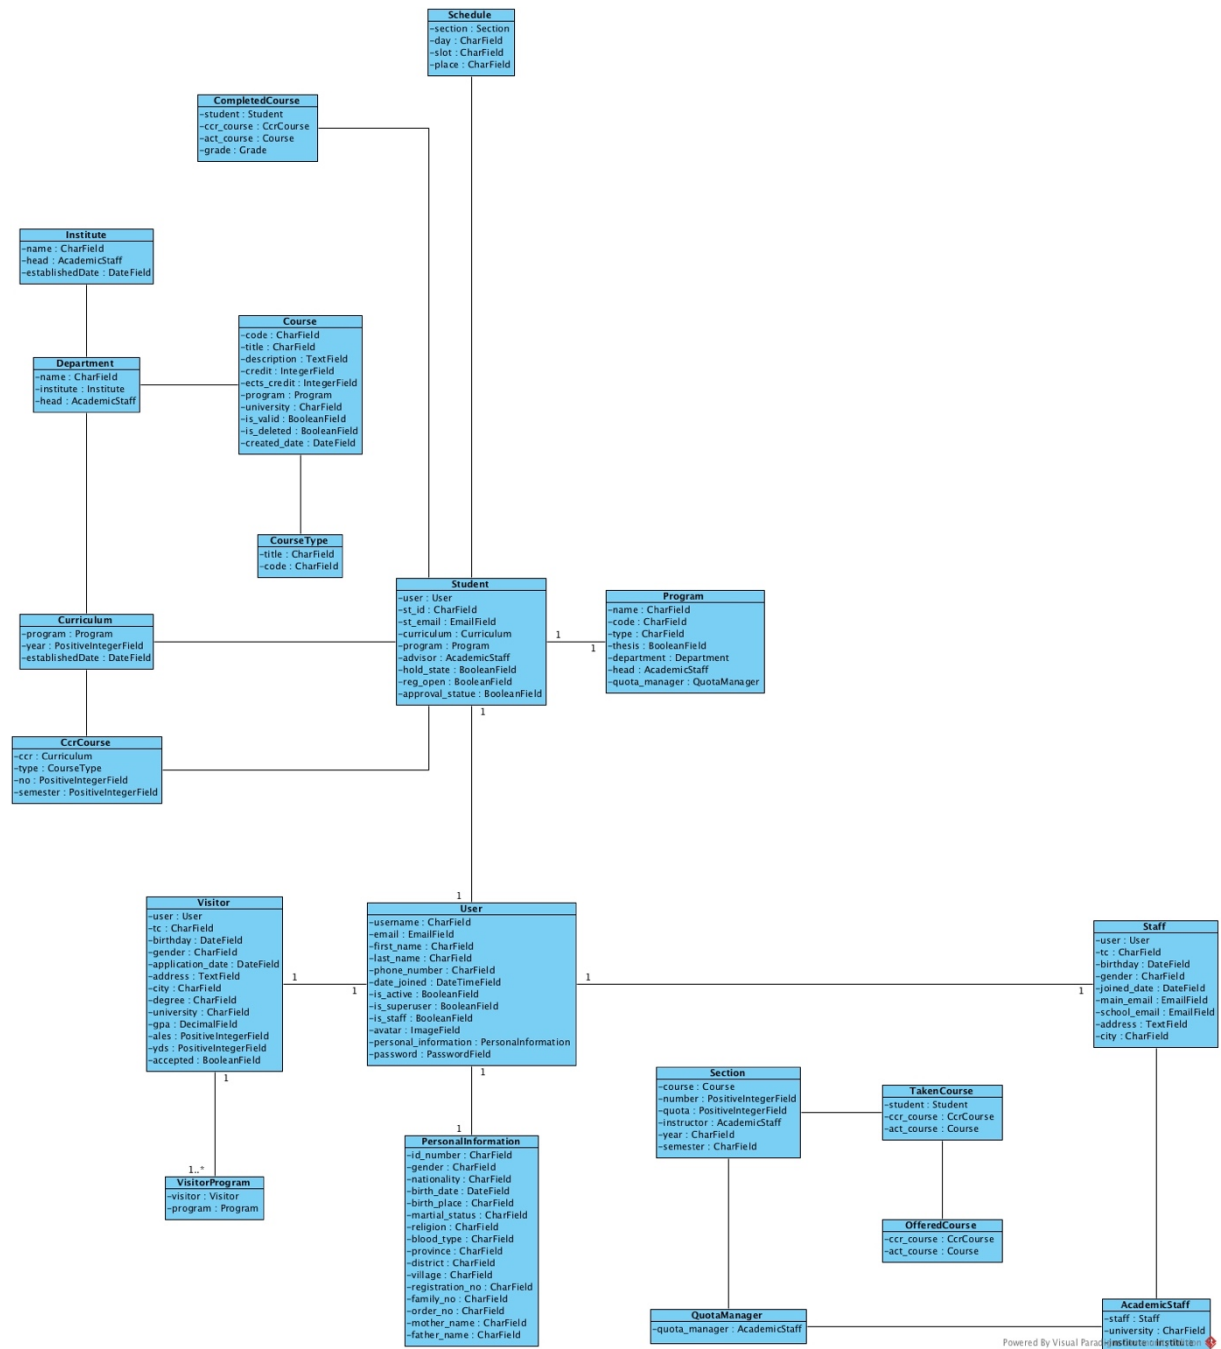 Schedule
-section : Section
-day : CharField
-slot : CharField
-place : CharField
CompletedCourse
-student : Student
-ccr_course : CcrCourse
-act_course : Course
-grade : Grade
Institute
-name : CharField
-head : AcademicStaff
-establishedDate : DateField
Course
-code : CharField
-title : CharField
-description : TextField
-credit : IntegerField
-ects_credit : IntegerField
-program : Program
-university : CharField
-is_valid : BooleanField
-is_deleted : BooleanField
-created_date : DateField
Department
-name : CharField
-institute : Institute
-head : AcademicStaff
CourseType
-title : CharField
-code : CharField
Student
-user : User
-st_id : CharField
-st_email : EmailField
-curriculum : Curriculum
-program : Program
-advisor : AcademicStaff
-hold_state : BooleanField
-reg_open : BooleanField
-approval_statue : BooleanField
1
1
Program
-name : CharField
-code : CharField
-type : CharField
-thesis : BooleanField
-department : Department
-head : AcademicStaff
-quota_manager : QuotaManager
Curriculum
-program : Program
-year : PositiveIntegerField
-establishedDate : DateField
1
CcrCourse
-ccr : Curriculum
-type : CourseType
-no : PositiveIntegerField
-semester : PositiveIntegerField
1
Visitor
-user : User
-tc : CharField
-birthday : DateField
-gender : CharField
-application_date : DateField
-address : TextField
-city : CharField
-degree : CharField
-university : CharField
-gpa : DecimalField
-ales : PositiveIntegerField
-yds : PositiveIntegerField
-accepted : BooleanField
1
1
User
-username : CharField
-email : EmailField
-first_name : CharField
-last_name : CharField
-phone_number : CharField
-date_joined : DateTimeField
-is_active : BooleanField
-is_superuser : BooleanField
-is_staff : BooleanField
-avatar : ImageField
-personal_information : PersonalInformation
-password : PasswordField
1
1
Staff
-user : User
-tc : CharField
-birthday : DateField
-gender : CharField
-joined_date : DateField
-main_email : EmailField
-school_email : EmailField
-address : TextField
-city : CharField
1
1
1
1..*
VisitorProgram
-visitor : Visitor
-program : Program
PersonalInformation
-id_number : CharField
-gender : CharField
-nationality : CharField
-birth_date : DateField
-birth_place : CharField
-martial_status : CharField
-religion : CharField
-blood_type : CharField
-province : CharField
-district : CharField
-village : CharField
-registration_no : CharField
-family_no : CharField
-order_no : CharField
-mother_name : CharField
-father_name : CharField
Section
-course : Course
-number : PositiveIntegerField
-quota : PositiveIntegerField
-instructor : AcademicStaff
-year : CharField
-semester : CharField
TakenCourse
-student : Student
-ccr_course : CcrCourse
-act_course : Course
OfferedCourse
-ccr_course : CcrCourse
-act_course : Course
QuotaManager
-quota_manager : AcademicStaff
AcademicStaff
-staff : Staff
-university : CharField
-institute : Institute
Powered By Visual